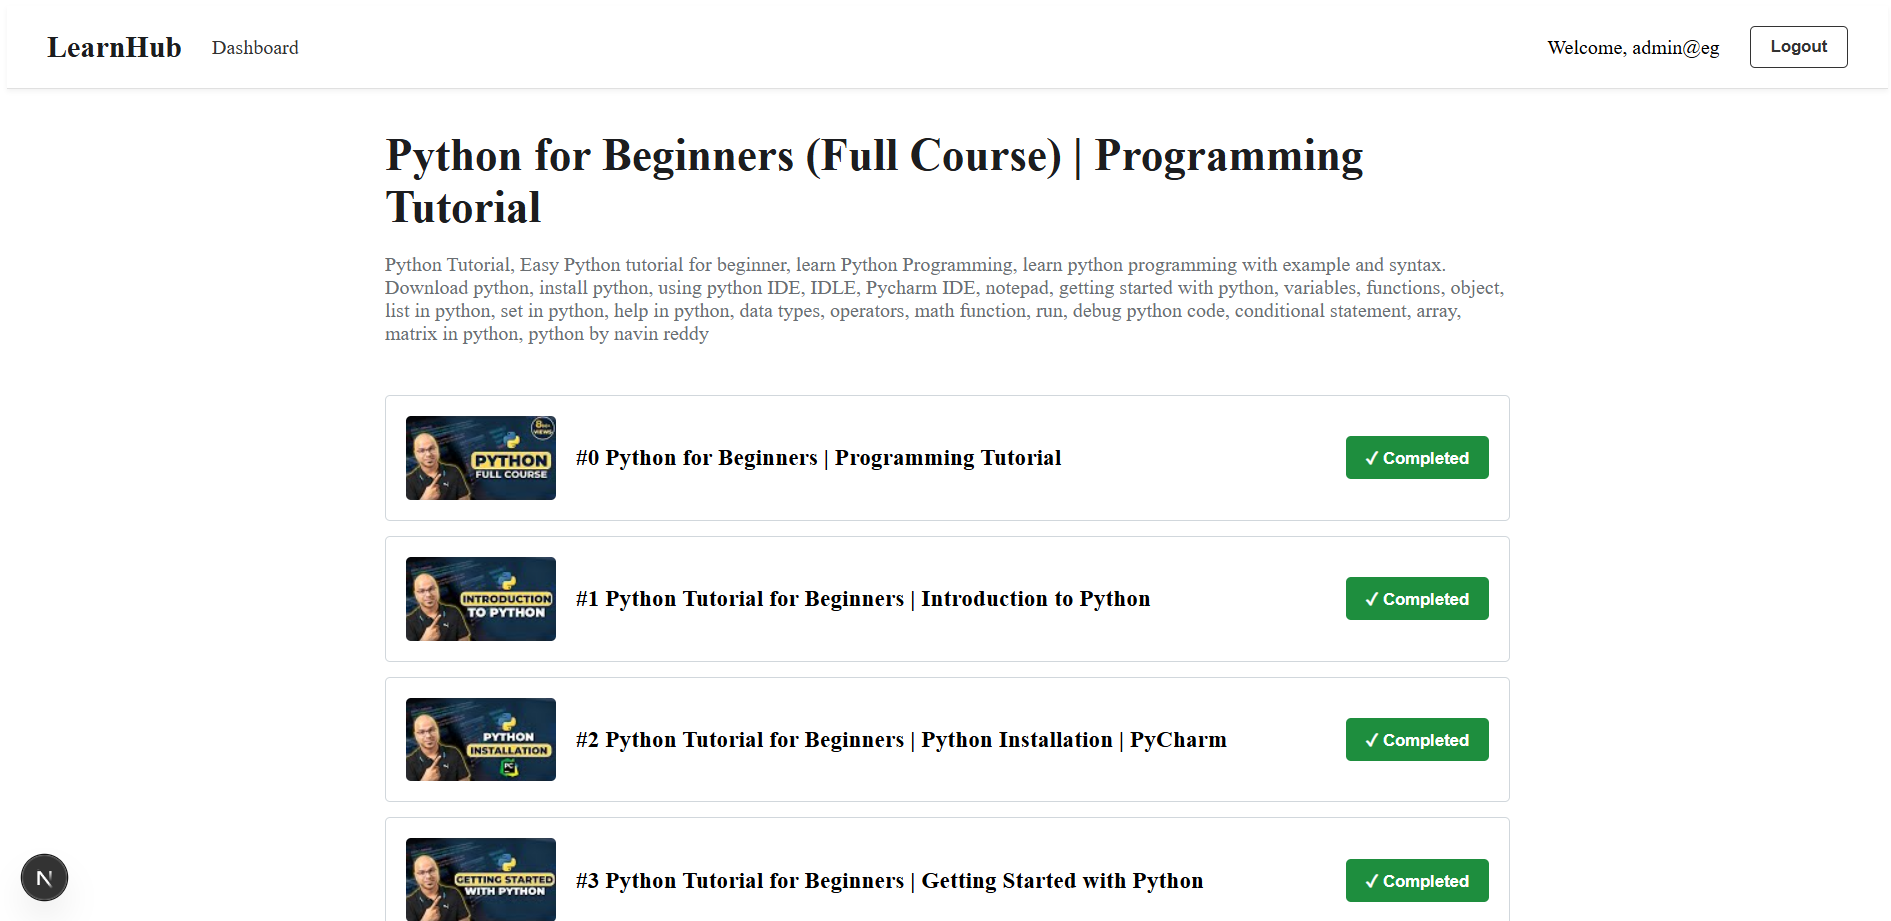 LearnHub
Dashboard
Welcome, admin@eg
Logout
Python for Beginners (Full Course) | Programming
Tutorial
Python Tutorial, Easy Python tutorial for beginner, learn Python Programming, learn python programming with example and syntax.
Download python, install python, using python IDE, IDLE, Pycharm IDE, notepad, getting started with python, variables, functions, object,
list in python, set in python, help in python, data types, operators, math function, run, debug python code, conditional statement, array,
matrix in python, python by navin reddy
VIEWS
PYTHON
FULL COURSE
#0 Python for Beginners | Programming Tutorial
✓ Completed
INTRODUCTION
TO PYTHON
#1 Python Tutorial for Beginners | Introduction to Python
✓ Completed
PYTHON
INSTALLATION
PC
#2 Python Tutorial for Beginners | Python Installation | PyCharm
✓ Completed
GETTING STARTED
WITH PYTHON
#3 Python Tutorial for Beginners | Getting Started with Python
✓ Completed
N